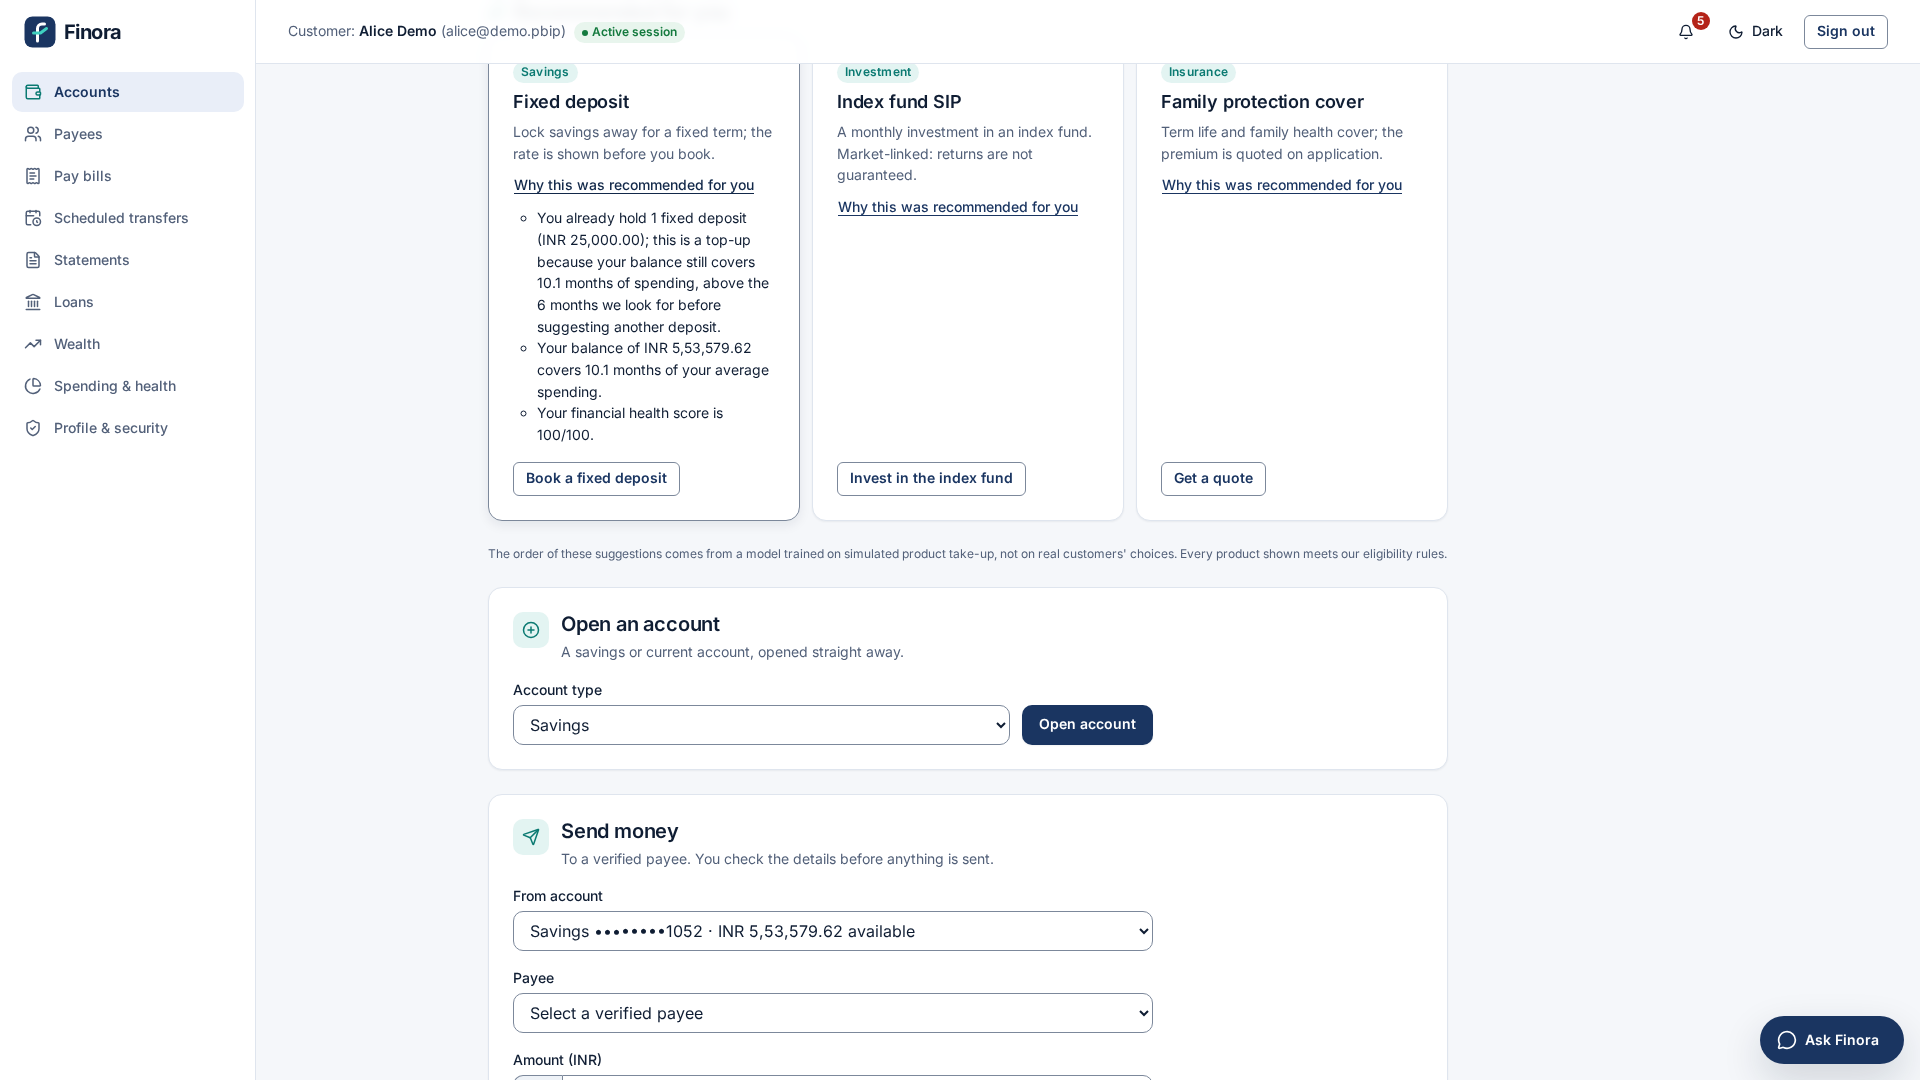 Finora
Customer: Alice Demo (alice@demo.pbip)
Active session
5
Dark
Sign out
Accounts
Payees
Pay bills
Scheduled transfers
Statements
Loans
Wealth
Spending & health
Profile & security
Savings
Fixed deposit
Lock savings away for a fixed term; the
rate is shown before you book.
Why this was recommended for you
You already hold 1 fixed deposit
(INR 25,000.00); this is a top-up
because your balance still covers
10.1 months of spending, above the
6 months we look for before
suggesting another deposit.
Your balance of INR 5,53,579.62
covers 10.1 months of your average
spending.
Your financial health score is
100/100.
Book a fixed deposit
Investment
Index fund SIP
A monthly investment in an index fund.
Market-linked: returns are not
guaranteed.
Why this was recommended for you
Invest in the index fund
Insurance
Family protection cover
Term life and family health cover; the
premium is quoted on application.
Why this was recommended for you
Get a quote
The order of these suggestions comes from a model trained on simulated product take-up, not on real customers' choices. Every product shown meets our eligibility rules.
Open an account
A savings or current account, opened straight away.
Account type
Savings
Open account
Send money
To a verified payee. You check the details before anything is sent.
From account
Savings ••••••••1052 · INR 5,53,579.62 available
Payee
Select a verified payee
Amount (INR)
Ask Finora